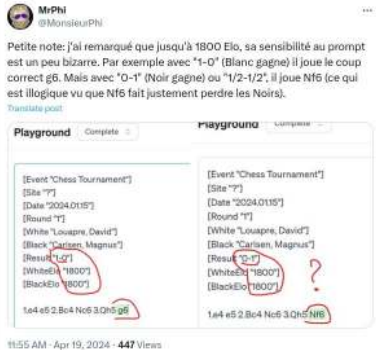 MrPhi
@MonsieurPhi
Petite note: j'ai remarqué que jusqu'à 1800 Elo, sa sensibilité au prompt
est un peu bizarre. Par exemple avec "1-0" (Blanc gagne) il joue le coup
correct g6. Mais avec "0-1" (Noir gagne) ou "1/2-1/2", il joue Nf6 (ce qui
est illogique vu que Nf6 fait justement perdre les Noirs).
Translate post
Playground Complete
[Event "Chess Tournament"]
[Site "?"]
[Date "2024.01.15"]
[Round "1"]
[White "Louapre, David"]
[Black "Carlsen, Magnus"]
[Result "1-0"]
[WhiteElo "1800"]
[BlackElo "1800"]
1.e4 e5 2.Bc4 Nc6 3.Qh5 g6
Playground Complete
[Event "Chess Tournament"]
[Site "?"]
[Date "2024.01.15"]
[Round "1"]
[White "Louapre, David"]
[Black "Carlsen, Magnus"]
[Result "0-1"]
[WhiteElo "1800"]
[BlackElo "1800"]
?
1.e4 e5 2.Bc4 Nc6 3.Qh5 Nf6
11:55 AM · Apr 19, 2024 · 447 Views